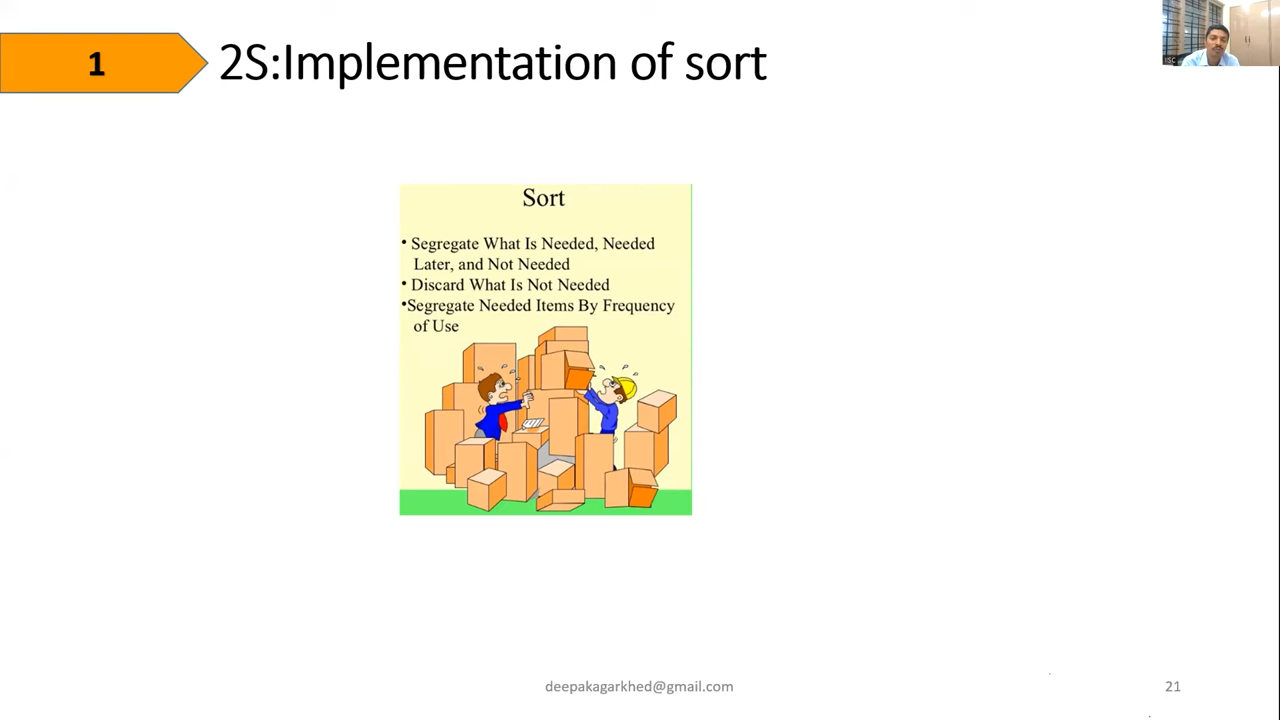 1
2S:Implementation of sort
IISC
Sort
• Segregate What Is Needed, Needed
Later, and Not Needed
• Discard What Is Not Needed
•Segregate Needed Items By Frequency
of Use
deepakagarkhed@gmail.com
21